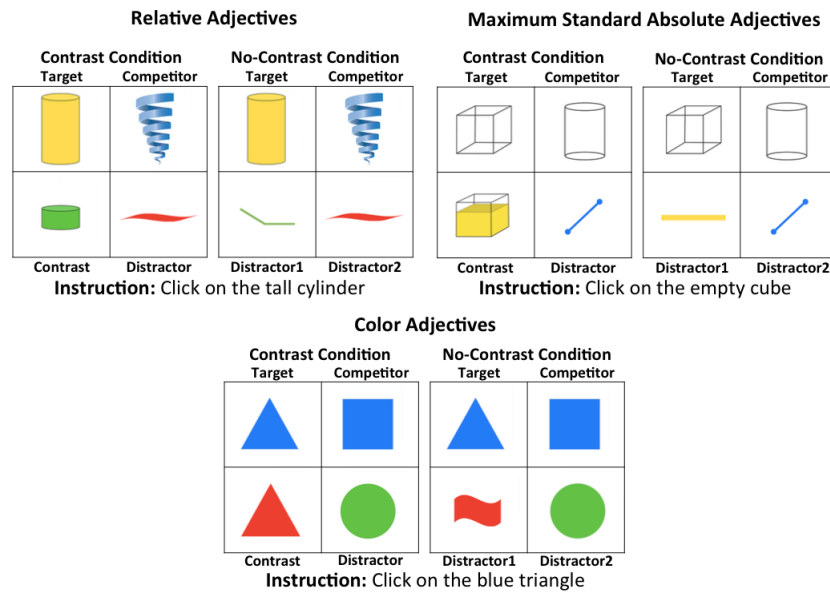 Relative Adjectives
Contrast Condition
No-Contrast Condition
Target Competitor
Target Competitor
Contrast Distractor
Distractor1 Distractor2
Instruction: Click on the tall cylinder
Maximum Standard Absolute Adjectives
Contrast Condition
No-Contrast Condition
Target Competitor
Target Competitor
Contrast Distractor
Distractor1 Distractor2
Instruction: Click on the empty cube
Color Adjectives
Contrast Condition
No-Contrast Condition
Target Competitor
Target Competitor
Contrast Distractor
Distractor1 Distractor2
Instruction: Click on the blue triangle